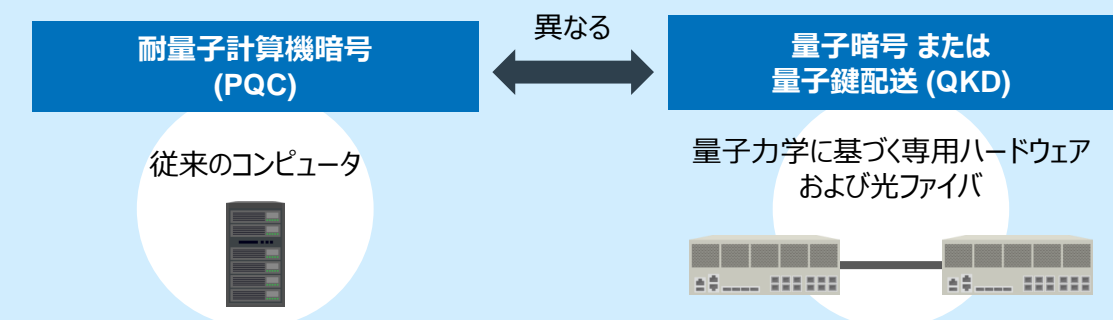 耐量子計算機暗号
(PQC)
異なる
量子暗号 または
量子鍵配送 (QKD)
従来のコンピュータ
量子力学に基づく専用ハードウェア
および光ファイバ